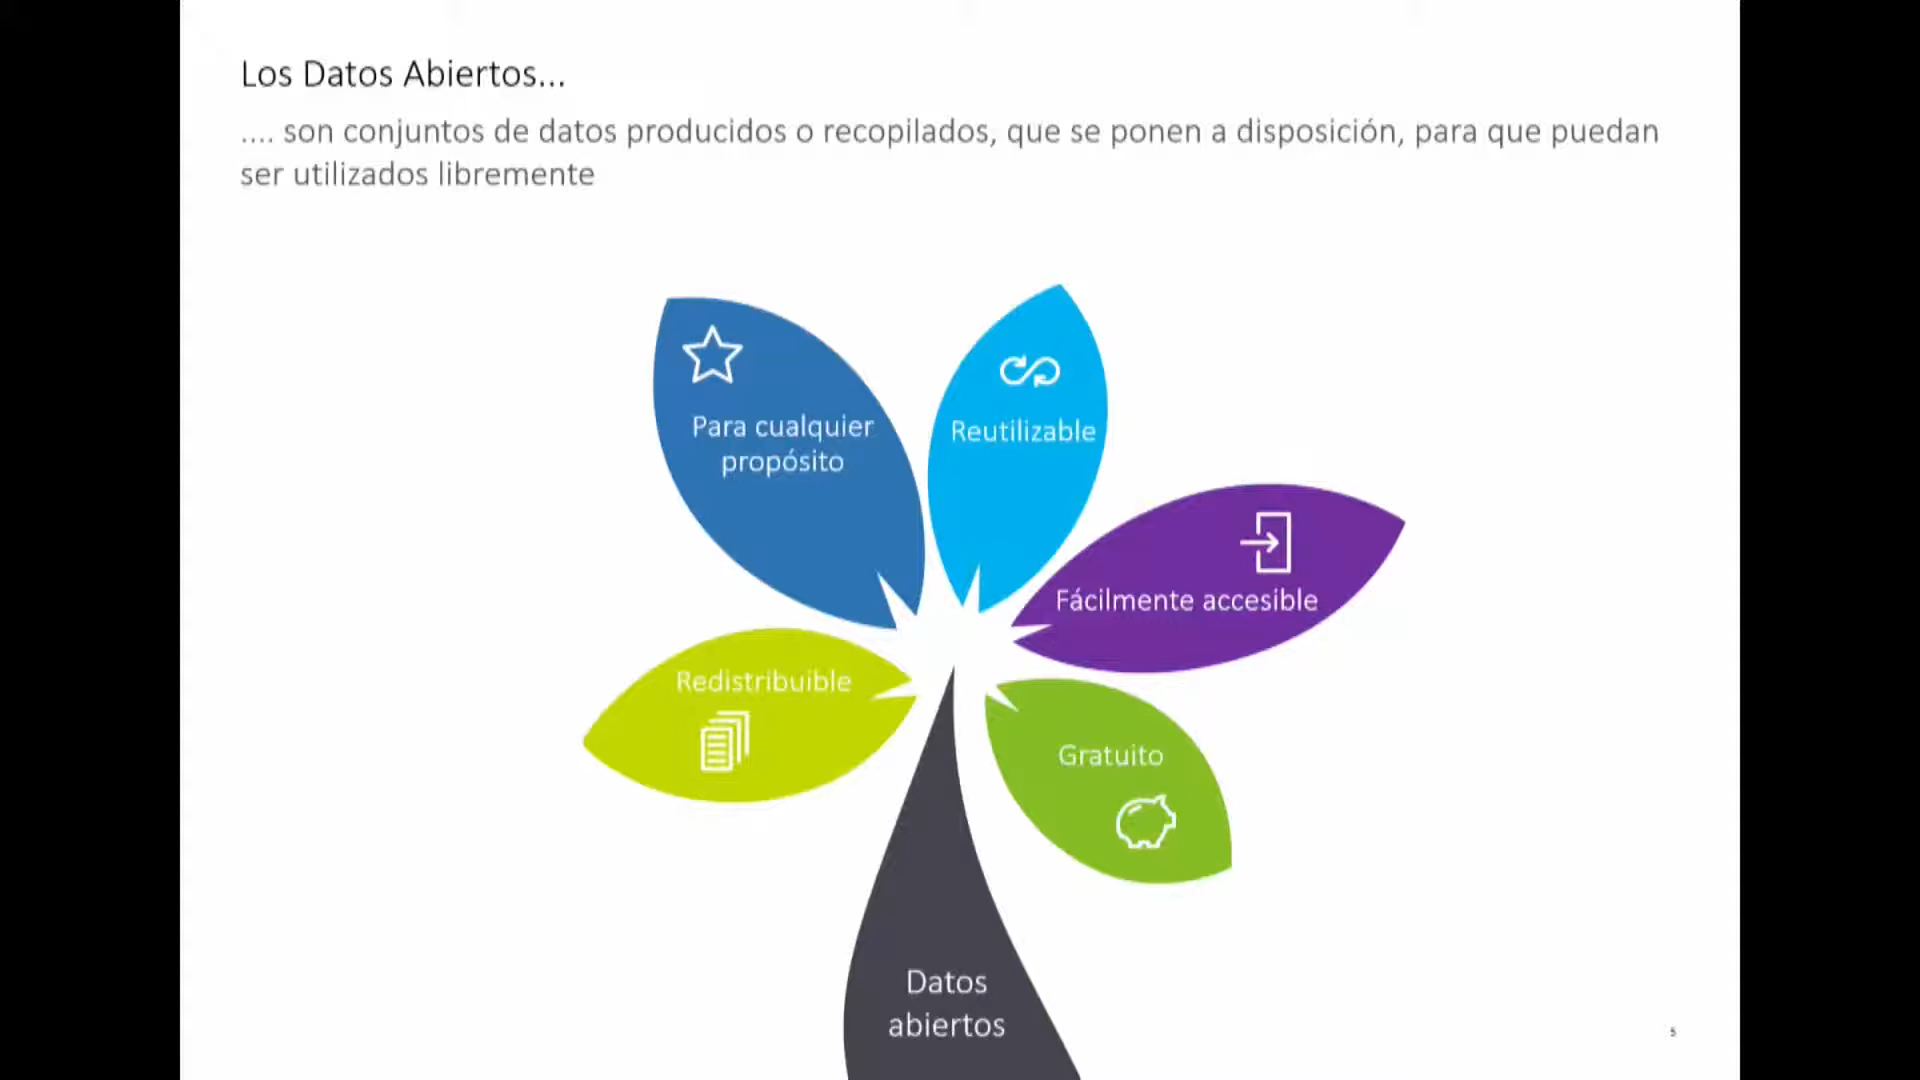 Los Datos Abiertos...
.... son conjuntos de datos producidos o recopilados, que se ponen a disposición, para que puedan
ser utilizados libremente
Para cualquier
propósito
Reutilizable
Fácilmente accesible
Redistribuible
Gratuito
Datos
abiertos
5